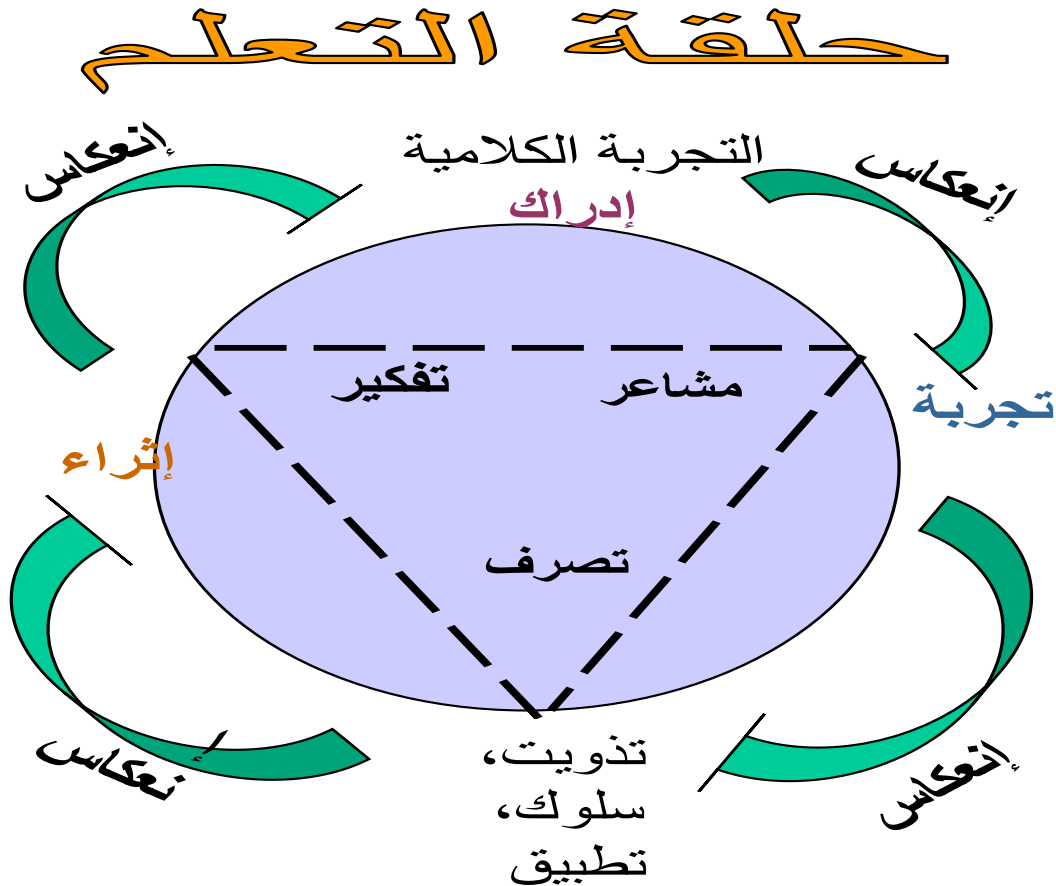 حلقة التعلم
إنعكاس
التجربة الكلامية
إنعكاس
إدراك
مشاعر
تفكير
تجربة
إثراء
تصرف
إنعكاس
تذويت،
سلوك،
تطبيق
إنعكاس